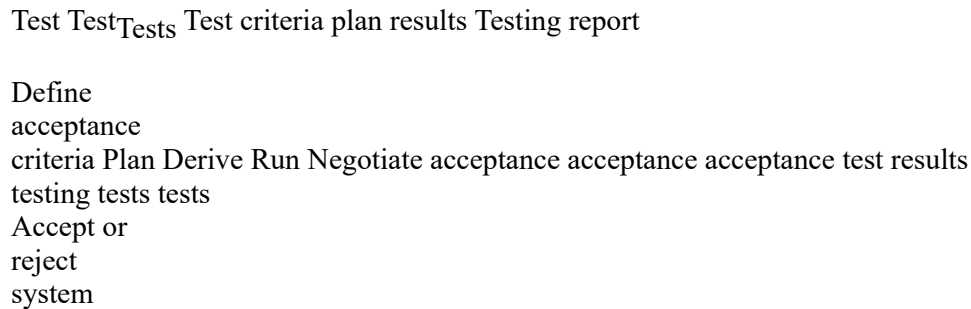 Test Test Tests Test criteria plan results Testing report
Define
acceptance
criteria Plan Derive Run Negotiate acceptance acceptance acceptance test results
testing tests tests
Accept or
reject
system